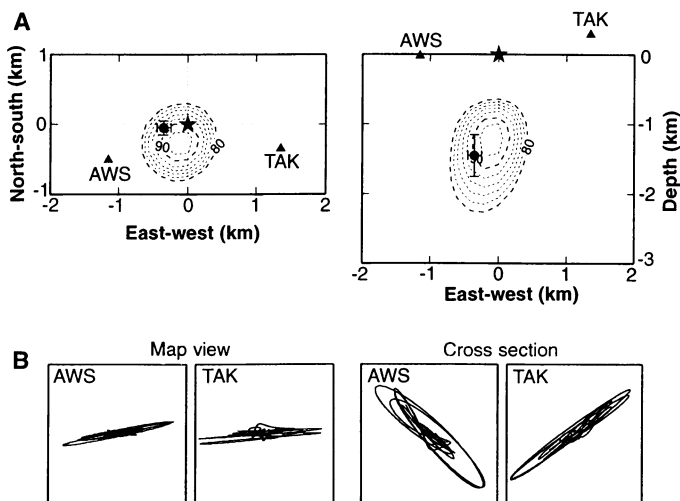 A
North-south (km)
1
0
-1
90
80
AWS
TAK
-2
-1
0
1
2
East-west (km)
AWS
TAK
0
-1
-2
-3
80
Depth (km)
-2
-1
0
1
2
East-west (km)
B
Map view
Cross section
AWS
TAK
AWS
TAK